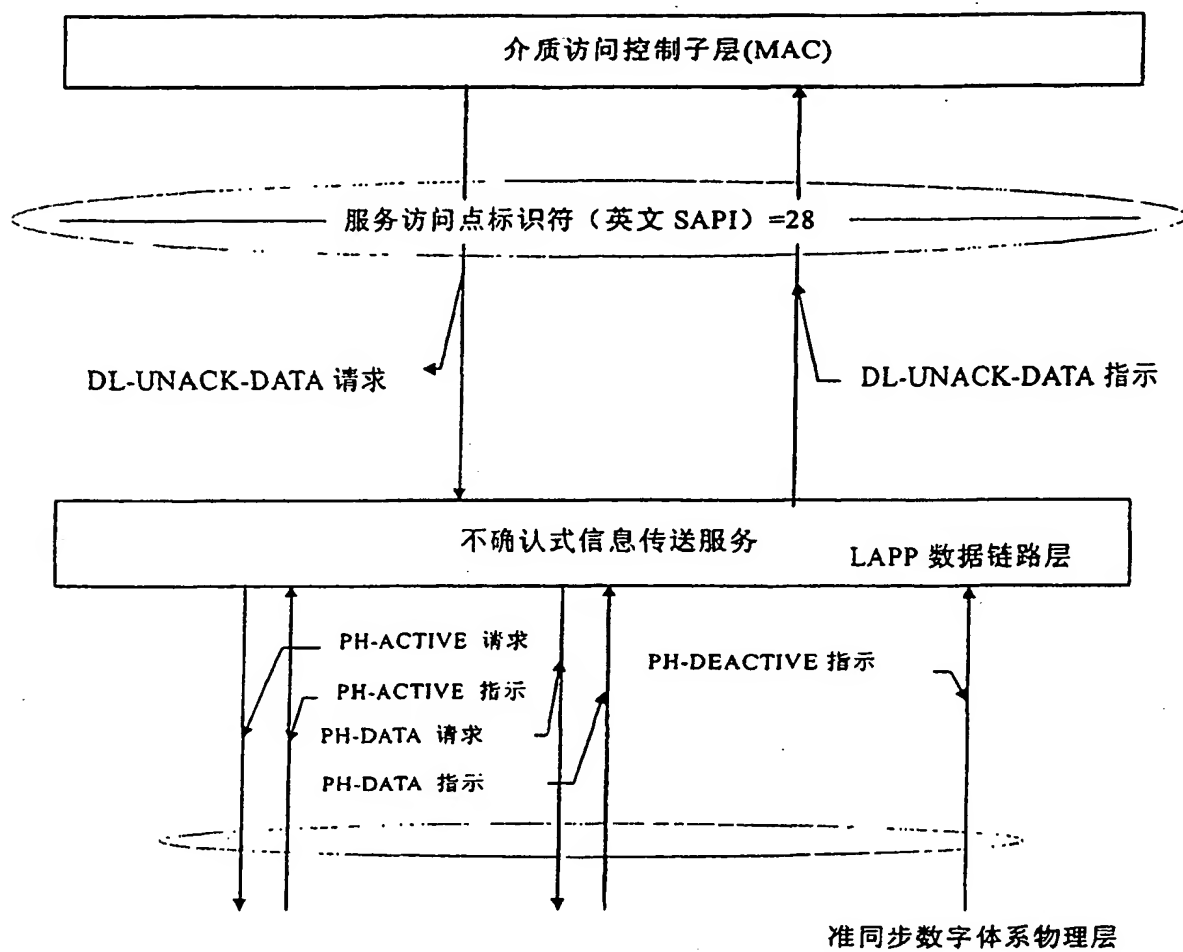 介质访问控制子层(MAC)
服务访问点标识符（英文 SAPI）=28
DL-UNACK-DATA 请求
DL-UNACK-DATA 指示
不确认式信息传送服务
LAPP 数据链路层
PH-ACTIVE 请求
PH-DEACTIVE 指示
PH-ACTIVE 指示
PH-DATA 请求
PH-DATA 指示
准同步数字体系物理层